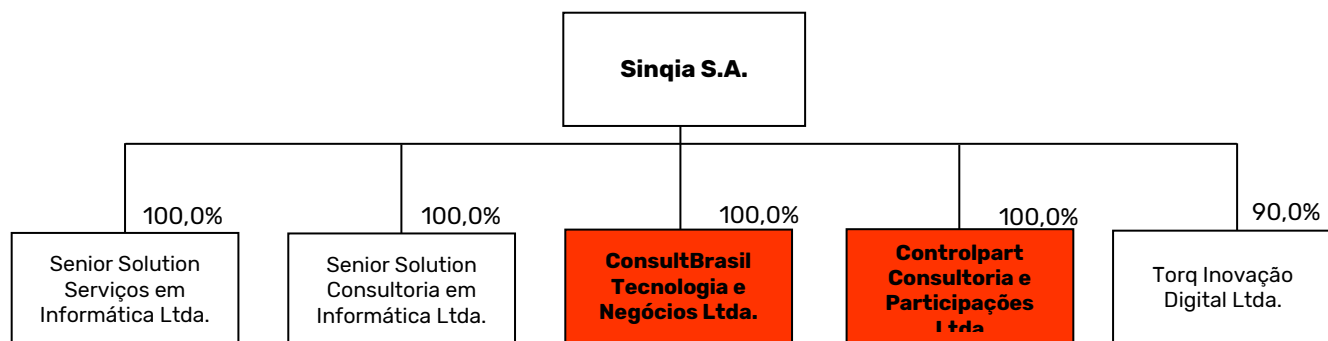 Sinqia S.A.
100,0%
100,0%
100,0%
100,0%
90,0%
Senior Solution
Serviços em
Informática Ltda.
Senior Solution
Consultoria em
Informática Ltda.
ConsultBrasil
Tecnologia e
Negócios Ltda.
Controlpart
Consultoria e
Participações
Ltda
Torq Inovação
Digital Ltda.